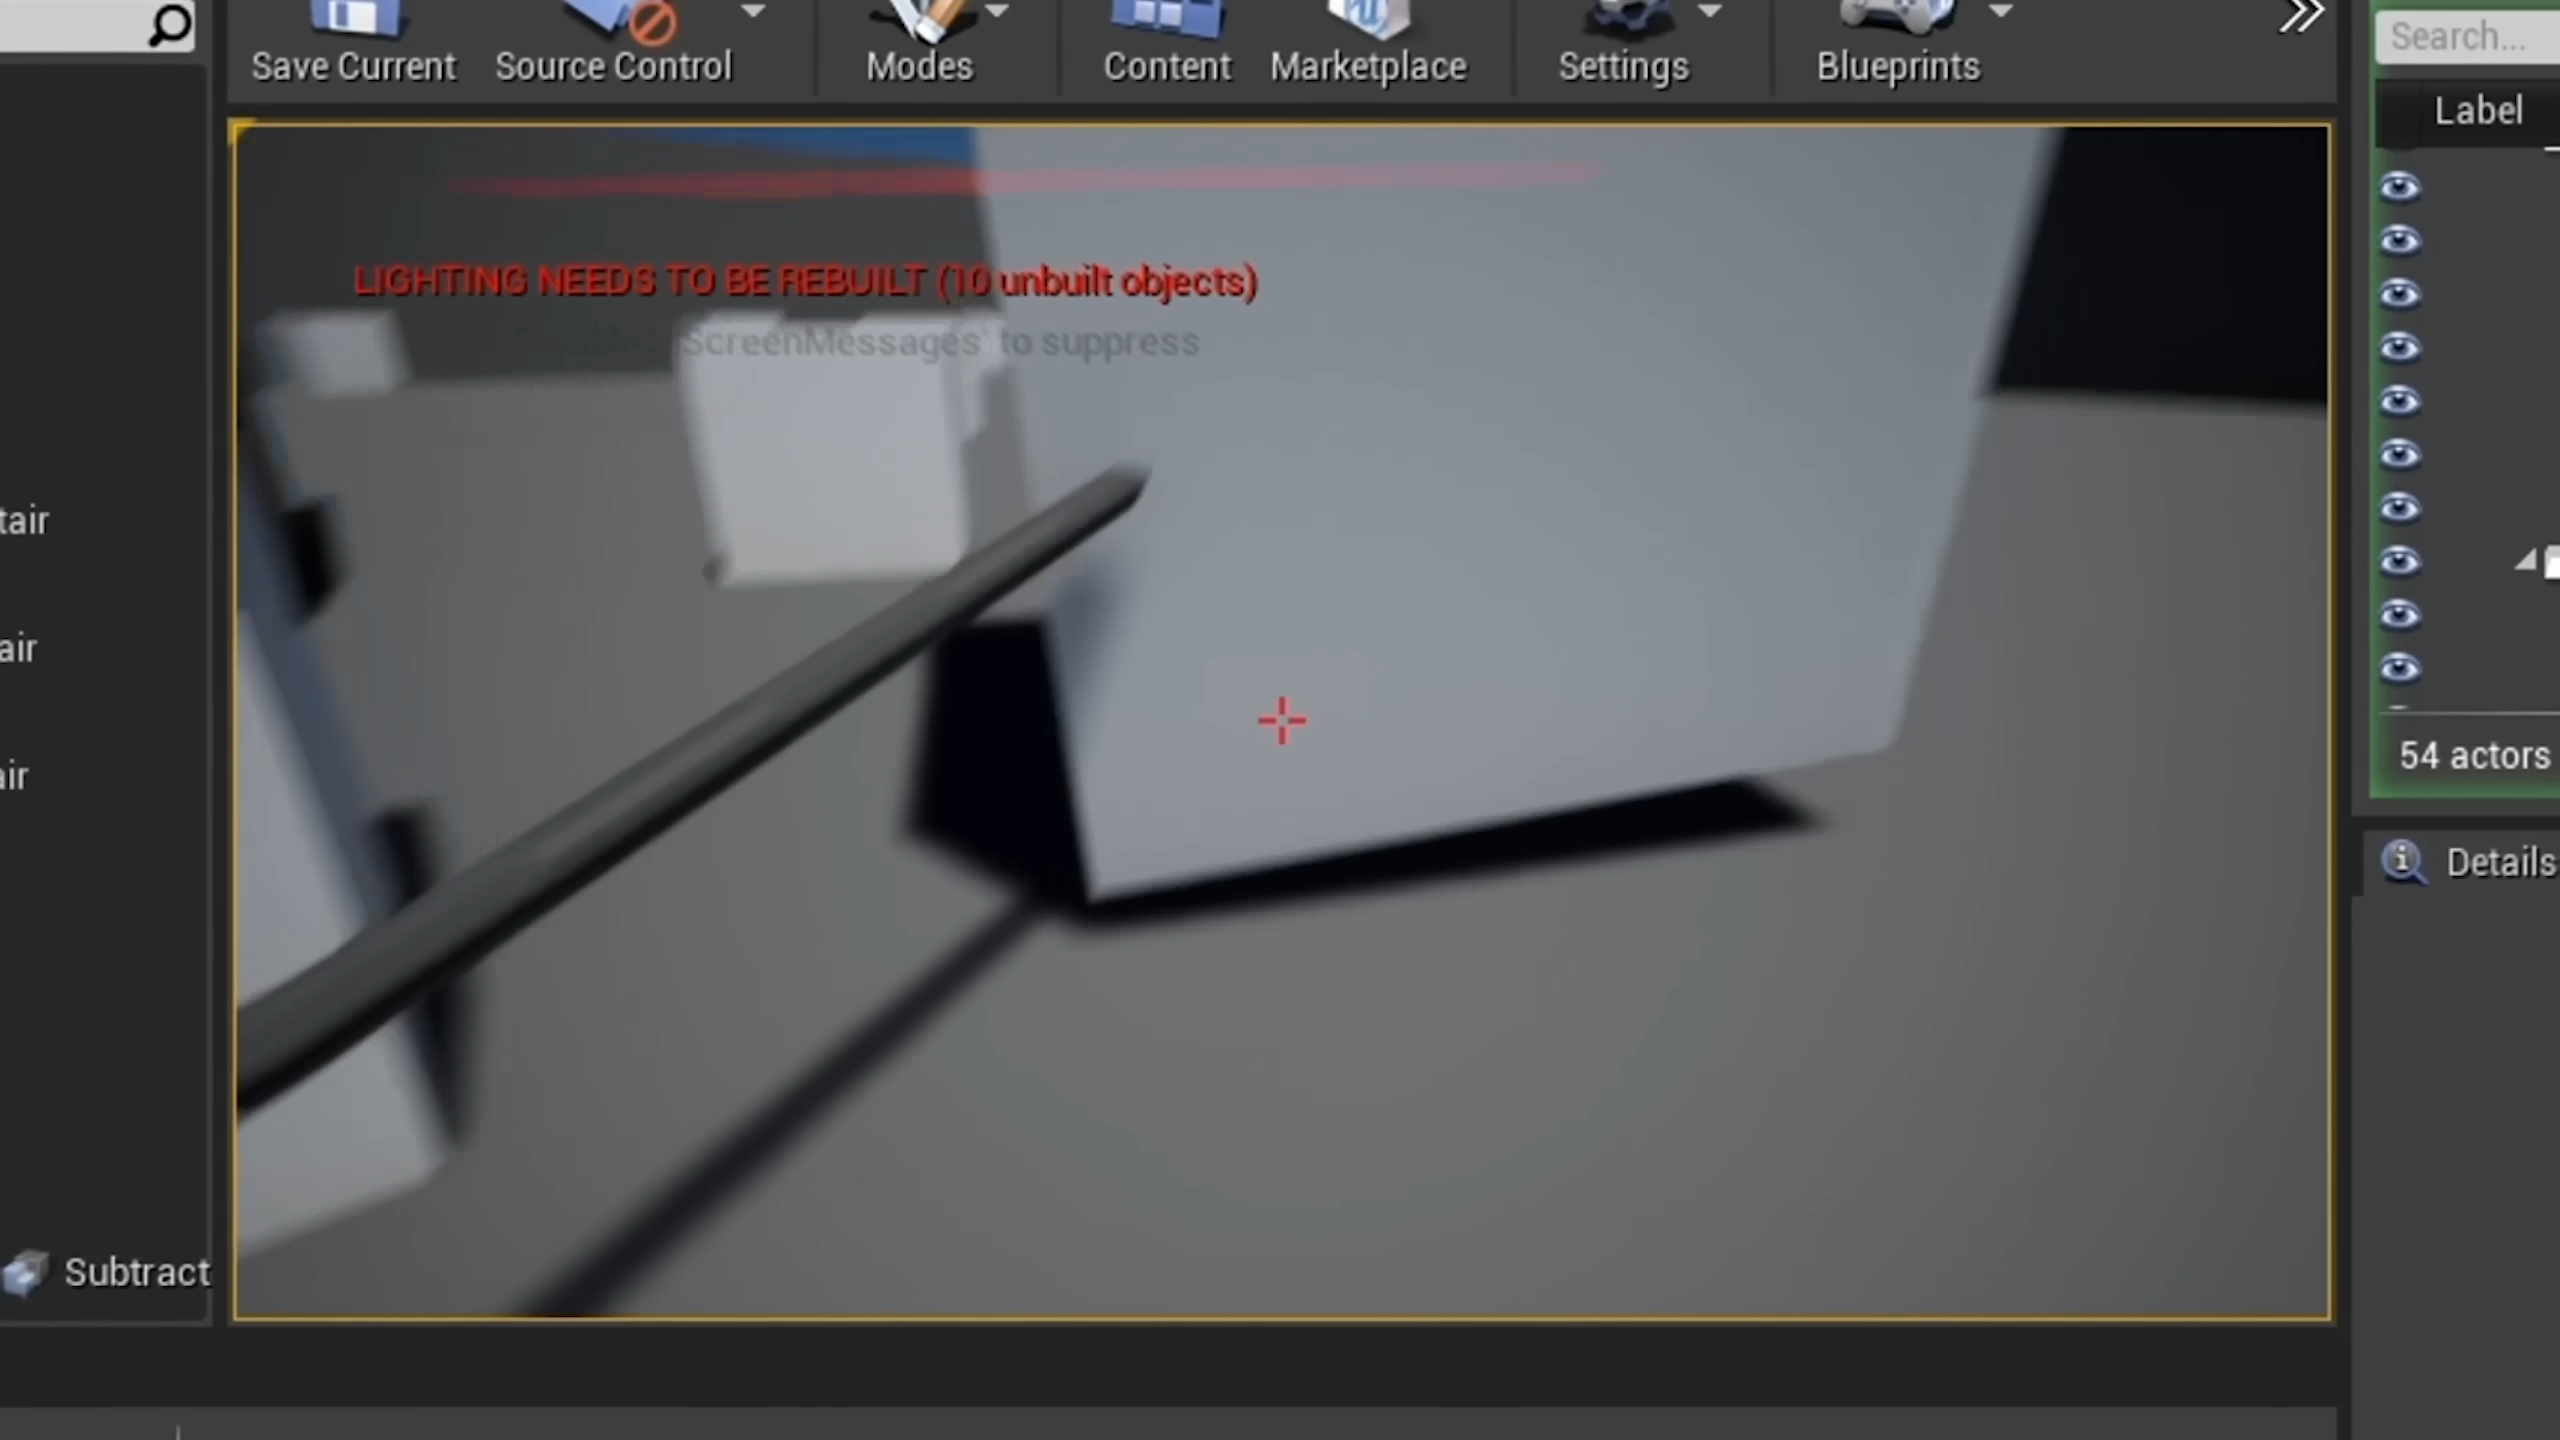 Save Current
Source Control
Modes
Content
Marketplace
Settings
Blueprints
Search...
Label
LIGHTING NEEDS TO BE REBUILT (10 unbuilt objects)
ScreenMessages' to suppress
tair
air
air
54 actors
Details
Subtract